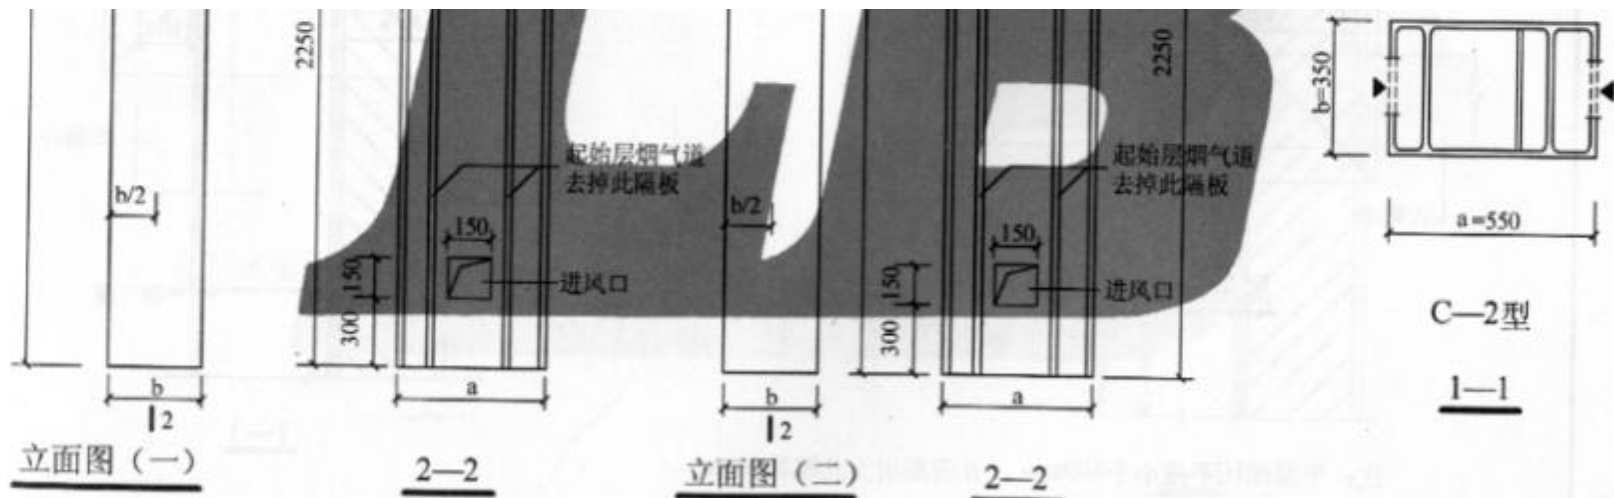 2250
起始层烟气道
去掉此隔板
b/2
150
150
进风口
300
b
a
2
立面图（一）
2—2
2250
起始层烟气道
去掉此隔板
b/2
150
150
进风口
300
b
a
2
立面图（二）
2—2
b=350
a=550
C—2型
1—1